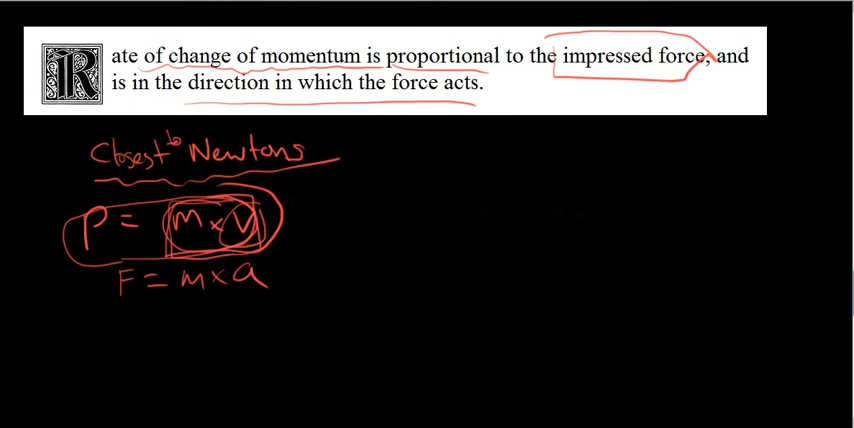 Rate of change of momentum is proportional to the impressed force, and
is in the direction in which the force acts.
Closest to Newtons
P = m x v
F = m x a